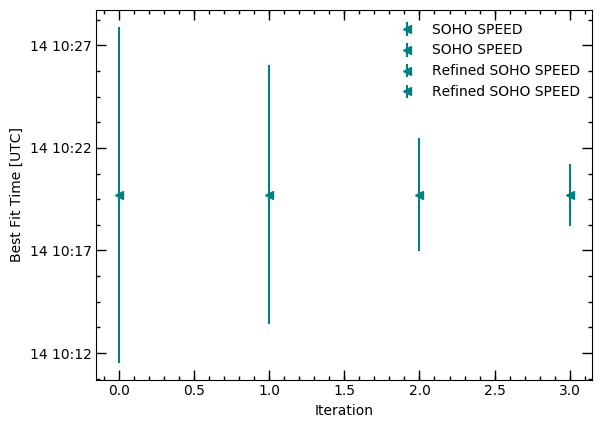 SOHO SPEED
SOHO SPEED
Refined SOHO SPEED
Refined SOHO SPEED
14 10:27
14 10:22
14 10:17
14 10:12
Best Fit Time [UTC]
0.0 0.5 1.0 1.5 2.0 2.5 3.0
Iteration